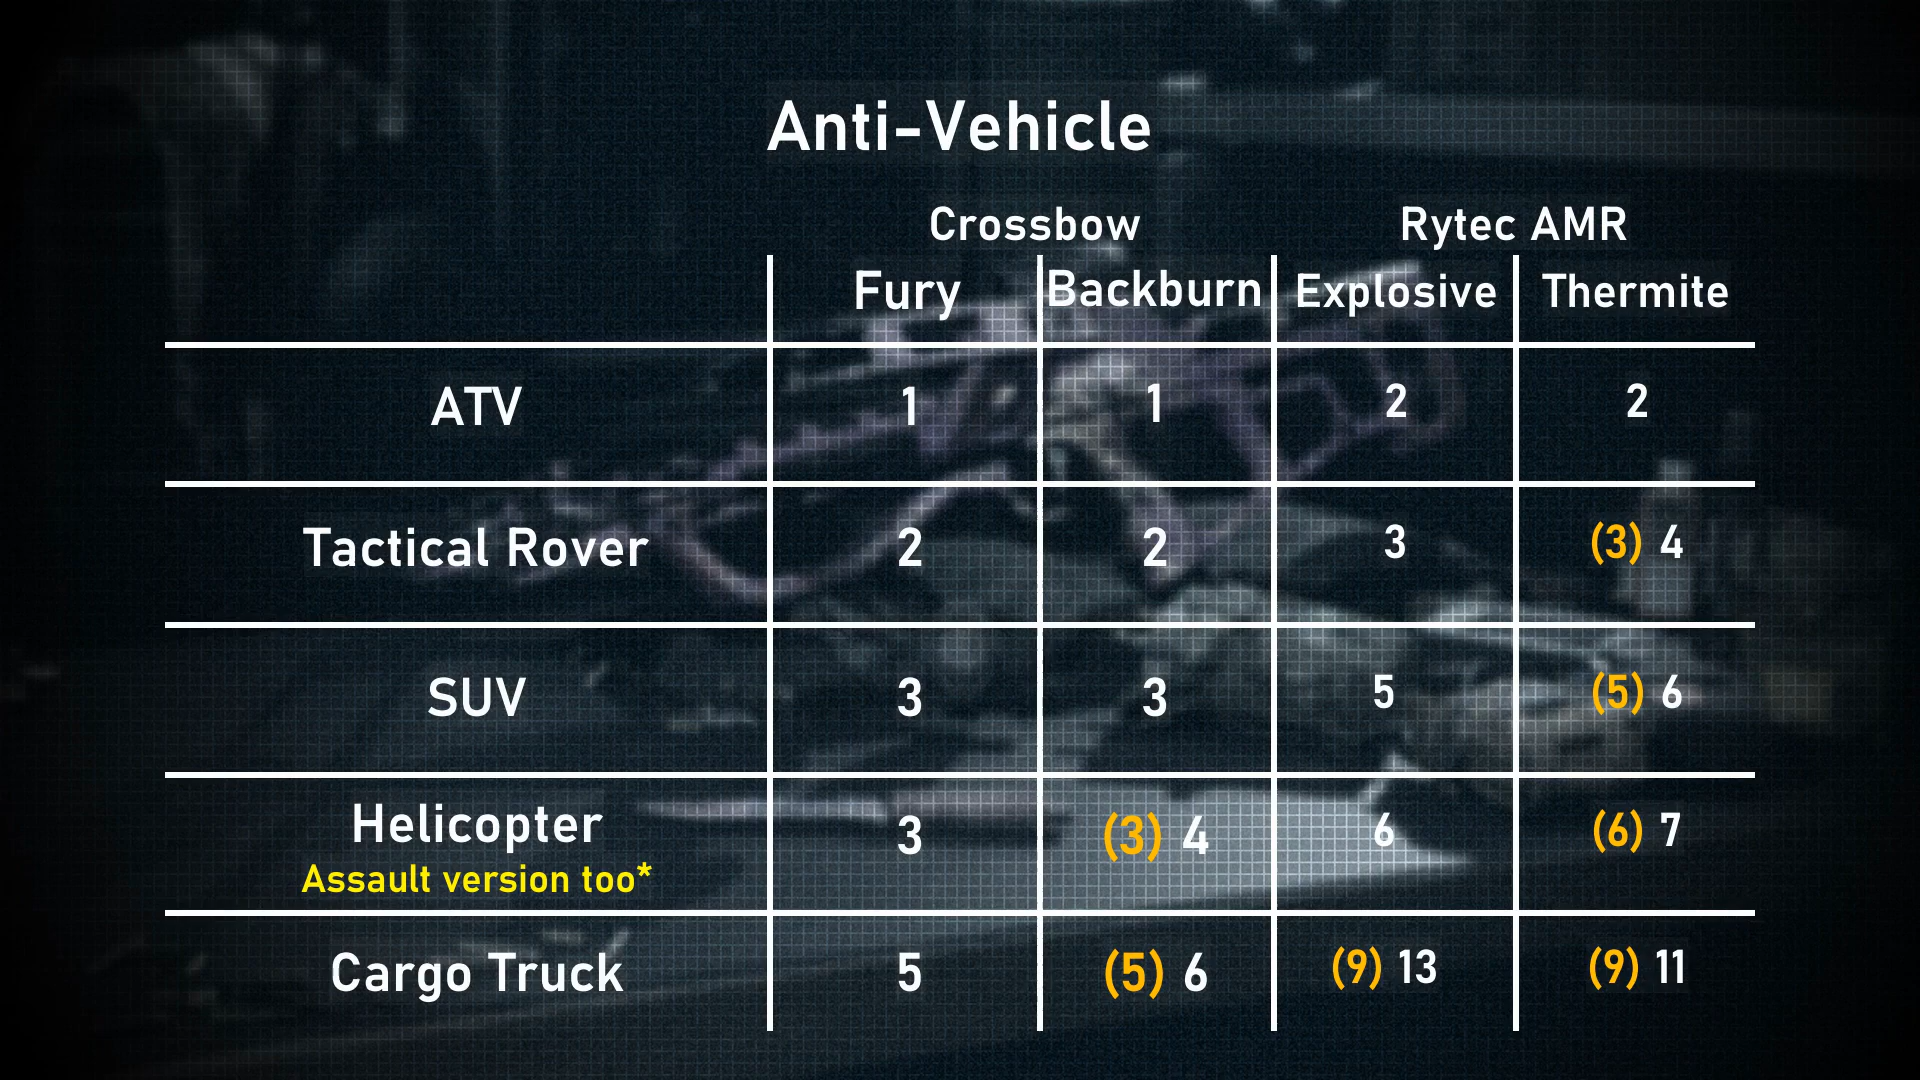 Anti-Vehicle
Crossbow Rytec AMR
Fury Backburn Explosive Thermite
ATV 1 1 2 2
Tactical Rover 2 2 3 (3) 4
SUV 3 3 5 (5) 6
Helicopter 3 (3) 4 6 (6) 7
Assault version too*
Cargo Truck 5 (5) 6 (9) 13 (9) 11